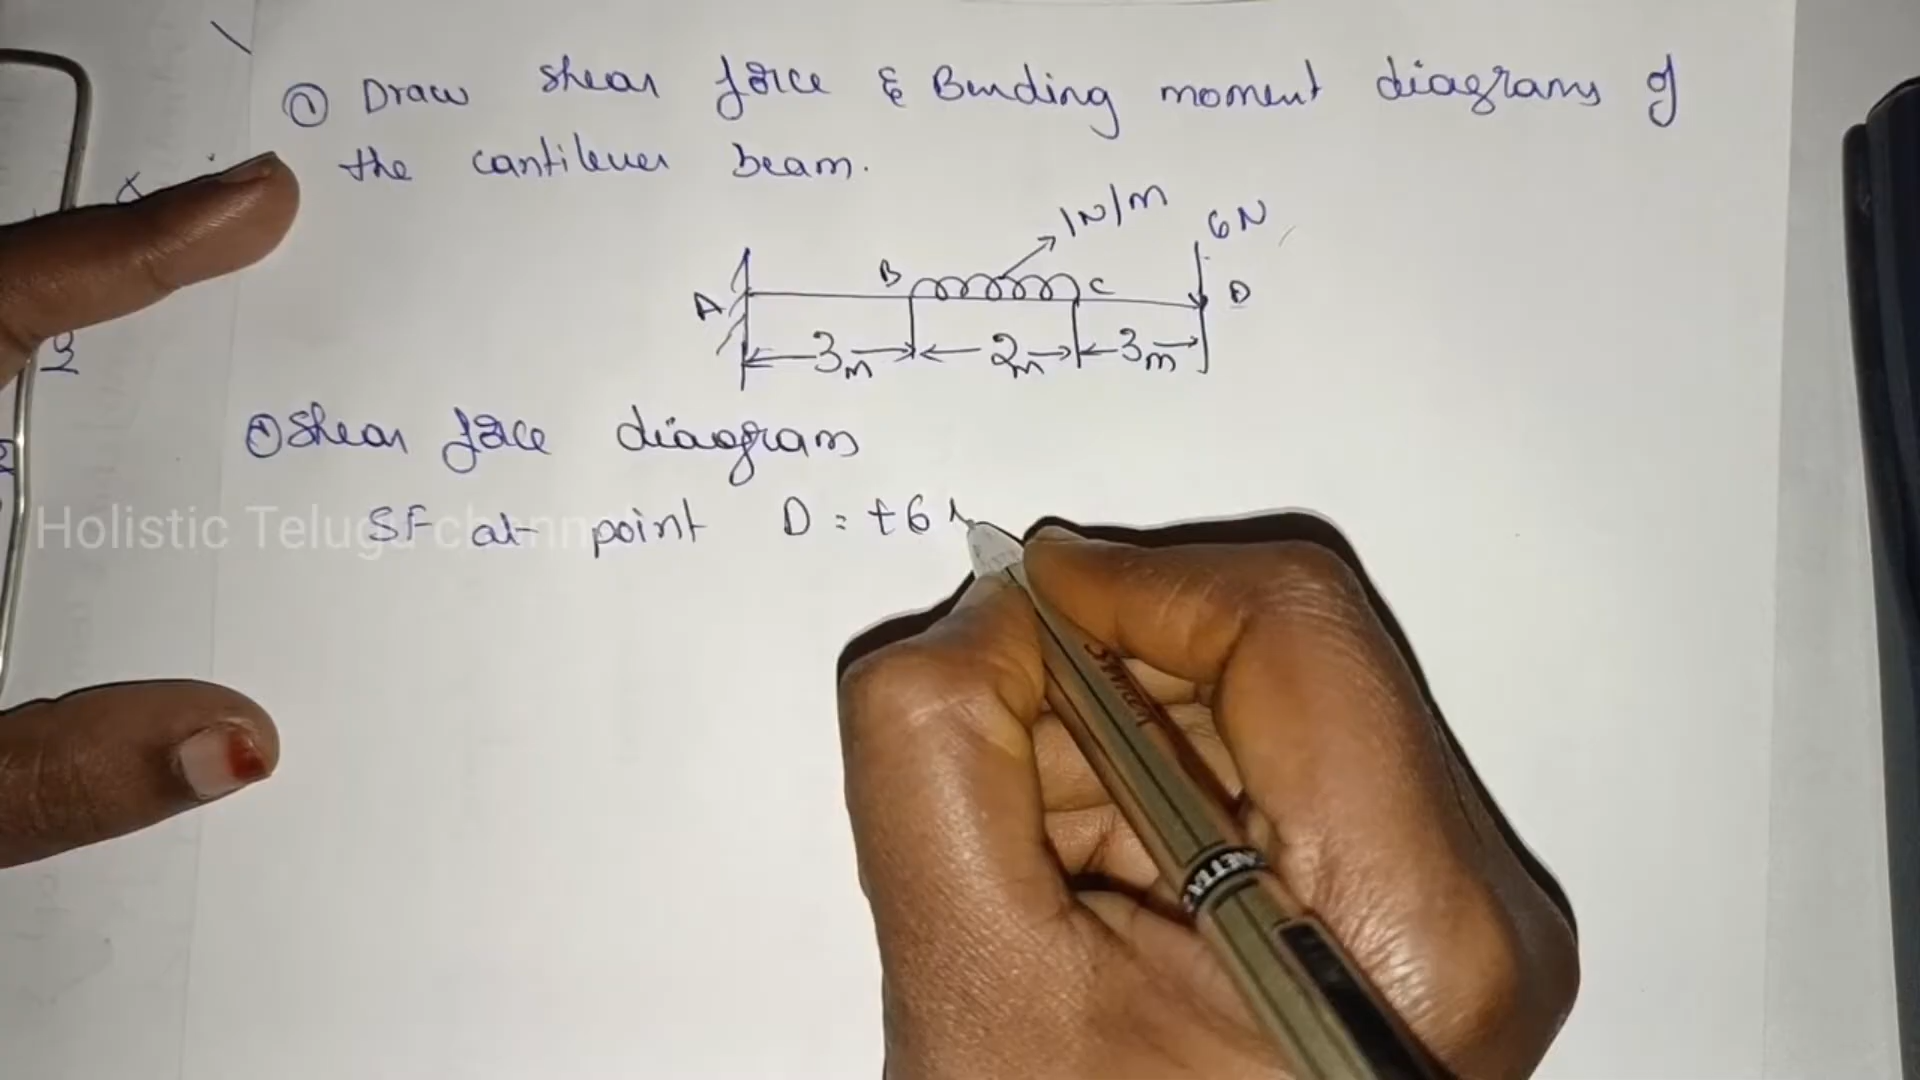 ① Draw shear force & Bending moment diagrams of
the cantilever beam.
1N/m
6N
A
B
C
D
3m
2m
3m
① Shear force diagram
SF at point D = +6 N
Holistic Telugu channel